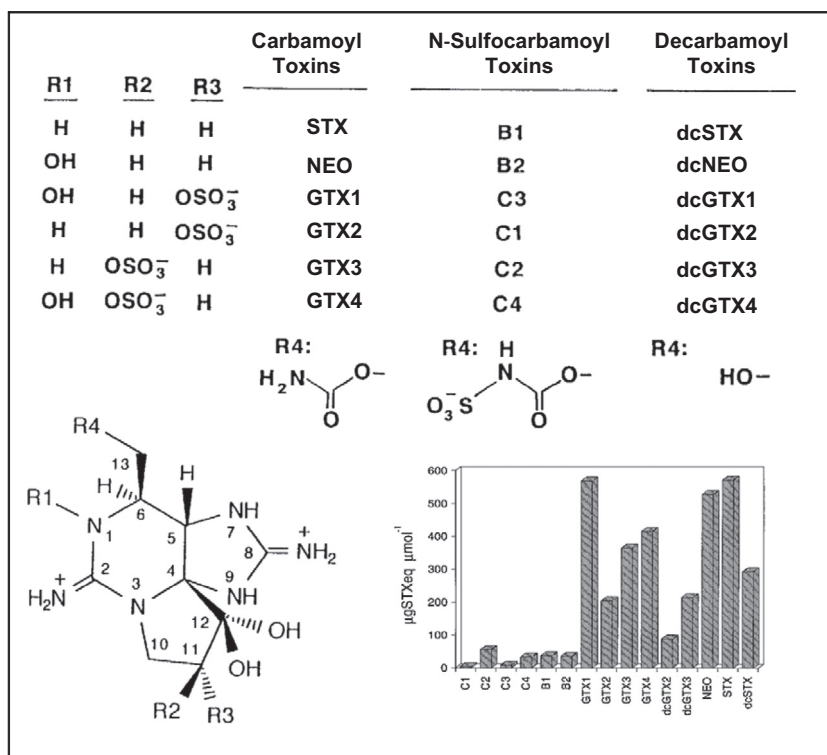 Carbamoyl Toxins N-Sulfocarbamoyl Toxins Decarbamoyl Toxins
R1 R2 R3
H H H STX B1 dcSTX
OH H H NEO B2 dcNEO
OH H OSO₃⁻ GTX1 C3 dcGTX1
H H OSO₃⁻ GTX2 C1 dcGTX2
H OSO₃⁻ H GTX3 C2 dcGTX3
OH OSO₃⁻ H GTX4 C4 dcGTX4
R4: R4: R4:
H₂N O– O
⁻O₃S H N O– O
HO–
R4
13
H H
R1 6 NH
N 1 5 7
+ 4 8 NH₂ +
2 3 9
H₂N N NH
12 OH
10 11 OH
R2 R3
µgSTXeq µmol⁻¹
600
500
400
300
200
100
0
C1 C2 C3 C4 B1 B2 GTX1 GTX2 GTX3 GTX4 dcGTX2 dcGTX3 NEO STX dcSTX